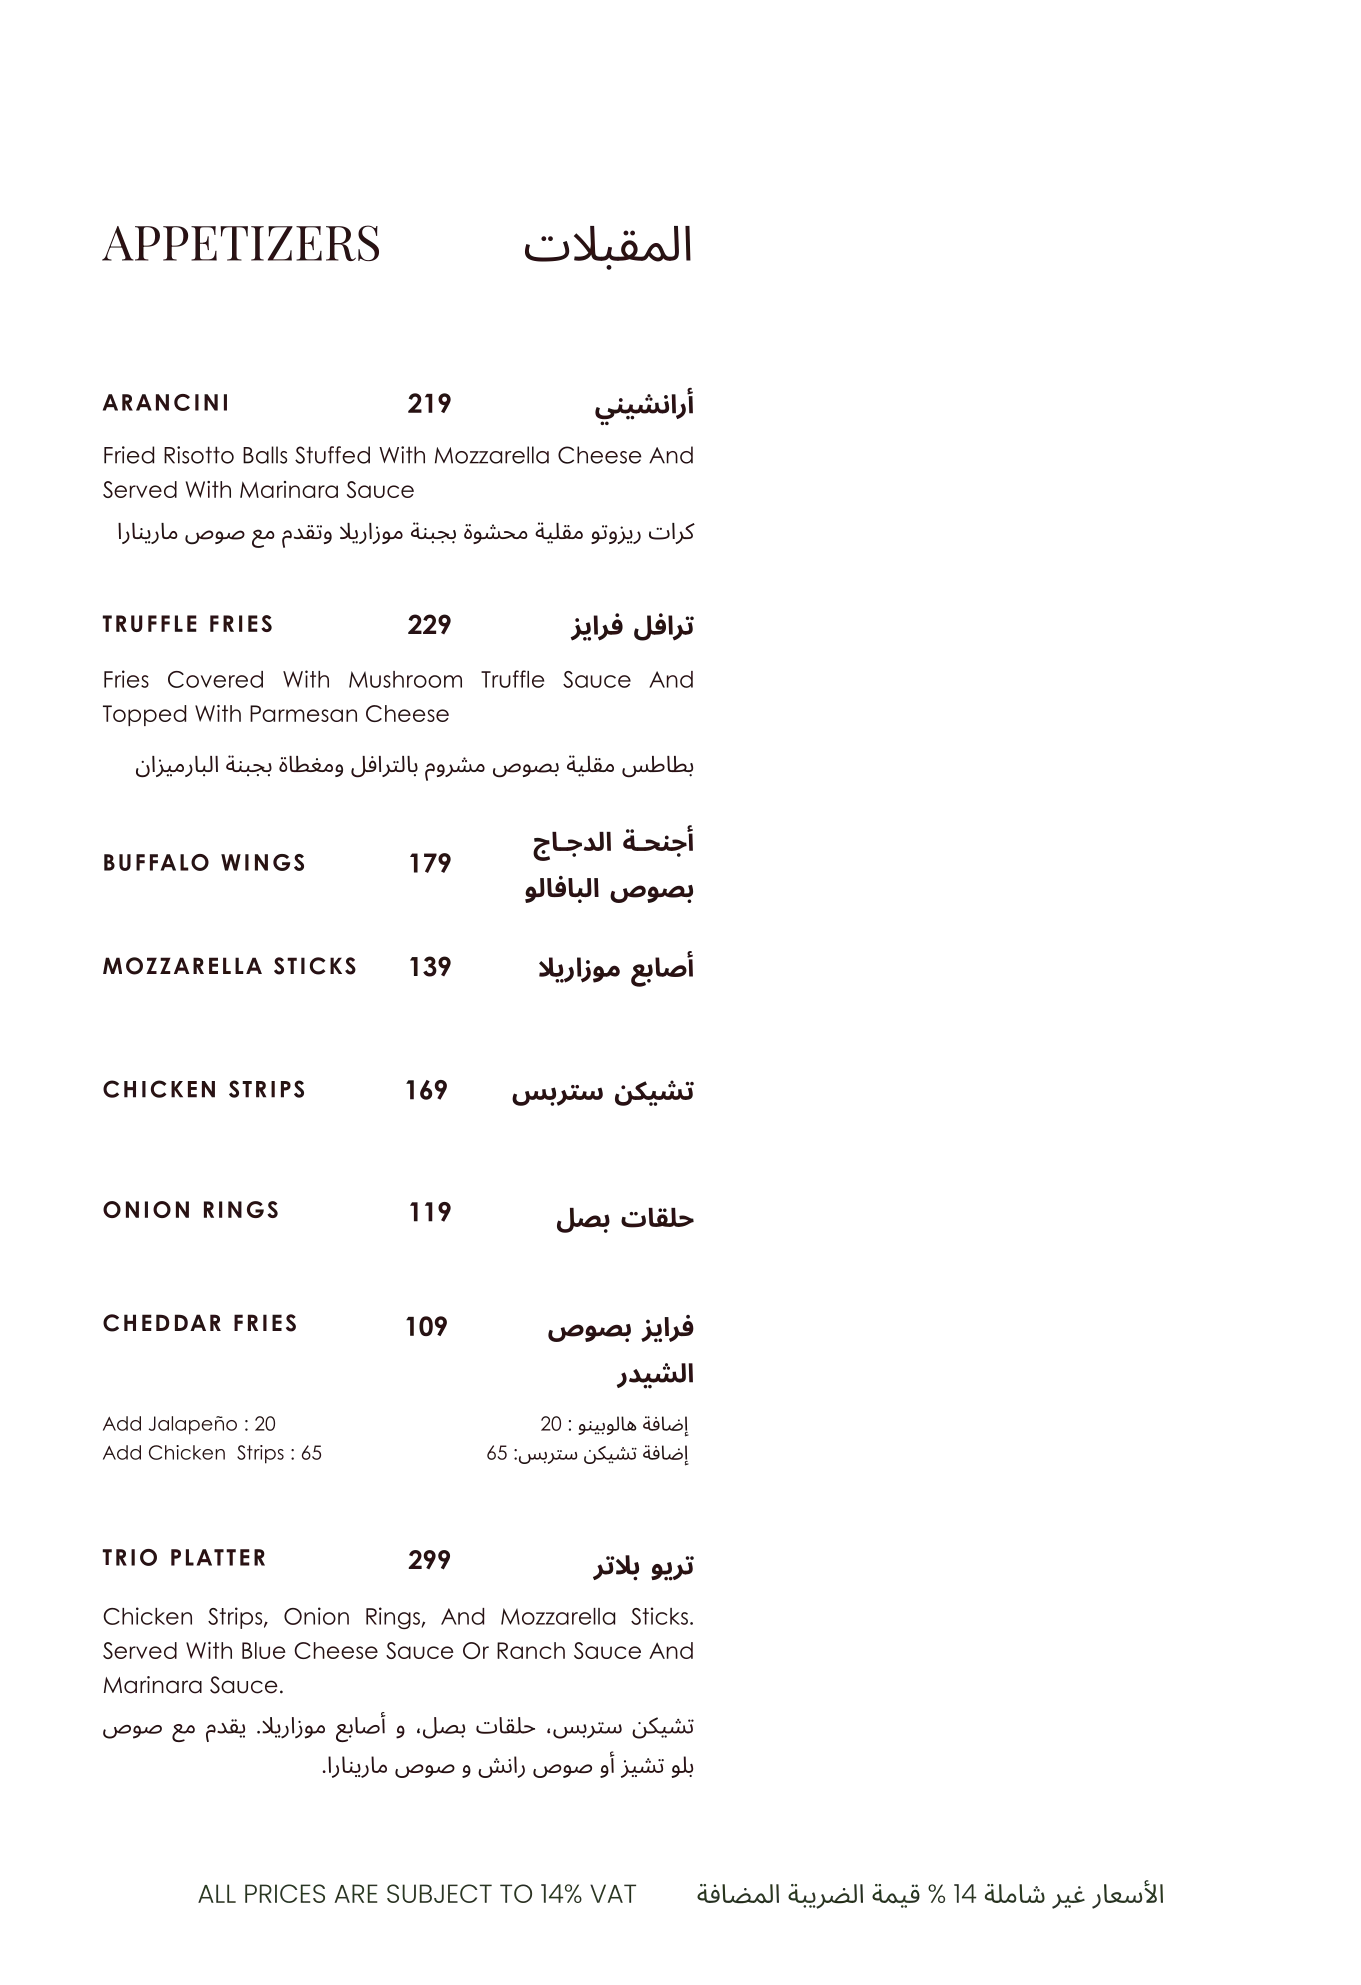 APPETIZERS المقبلات
ARANCINI 219 أرانشيني
Fried Risotto Balls Stuffed With Mozzarella Cheese And
Served With Marinara Sauce
كرات ريزوتو مقلية محشوة بجبنة موزاريلا وتقدم مع صوص مارينارا
TRUFFLE FRIES 229 ترافل فرايز
Fries Covered With Mushroom Truffle Sauce And
Topped With Parmesan Cheese
بطاطس مقلية بصوص مشروم بالترافل ومغطاة بجبنة البارميزان
BUFFALO WINGS 179 أجنحـة الدجـاج
بصوص البافالو
MOZZARELLA STICKS 139 أصابع موزاريلا
CHICKEN STRIPS 169 تشيكن ستربس
ONION RINGS 119 حلقات بصل
CHEDDAR FRIES 109 فرايز بصوص
الشيدر
Add Jalapeño : 20 إضافة هالوبينو : 20
Add Chicken Strips : 65 إضافة تشيكن ستربس: 65
TRIO PLATTER 299 تريو بلاتر
Chicken Strips, Onion Rings, And Mozzarella Sticks.
Served With Blue Cheese Sauce Or Ranch Sauce And
Marinara Sauce.
تشيكن ستربس، حلقات بصل، و أصابع موزاريلا. يقدم مع صوص
بلو تشيز أو صوص رانش و صوص مارينارا.
ALL PRICES ARE SUBJECT TO 14% VAT الأسعار غير شاملة 14 % قيمة الضريبة المضافة